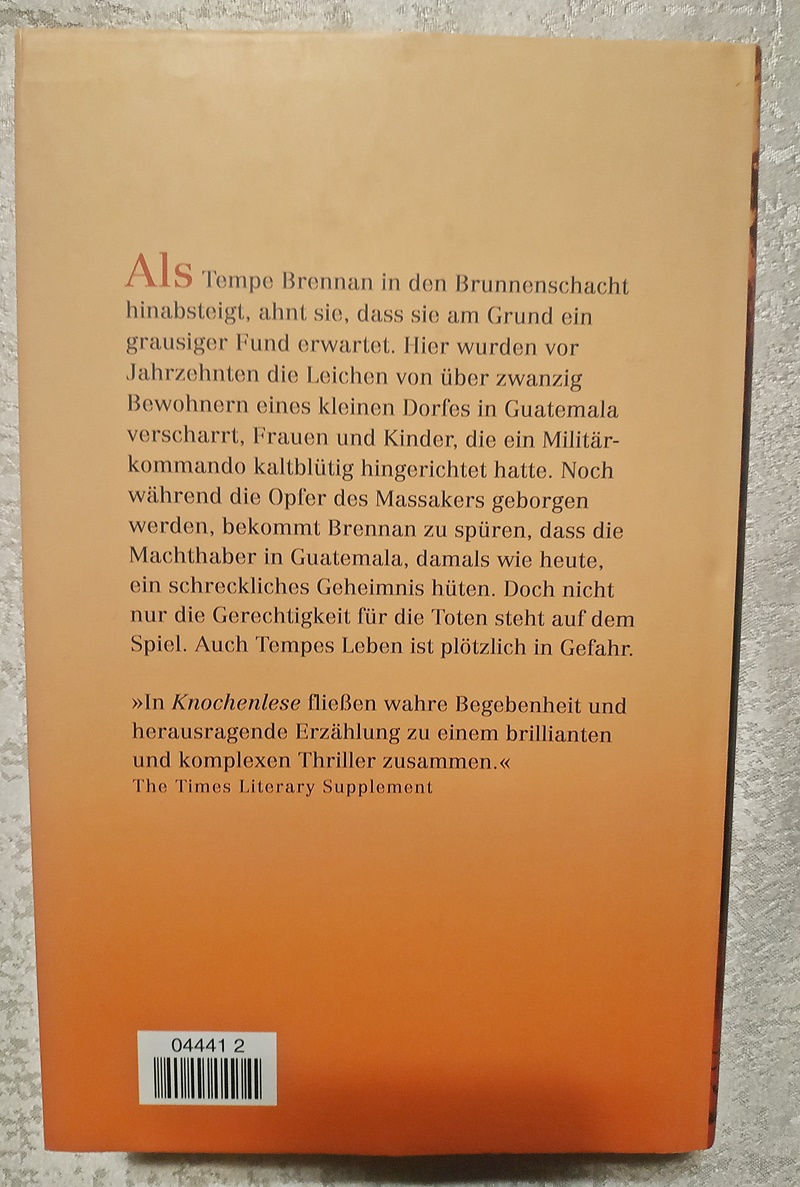 Als Tempe Brennan in den Brunnenschacht
hinabsteigt, ahnt sie, dass sie am Grund ein
grausiger Fund erwartet. Hier wurden vor
Jahrzehnten die Leichen von über zwanzig
Bewohnern eines kleinen Dorfes in Guatemala
verscharrt, Frauen und Kinder, die ein Militär-
kommando kaltblütig hingerichtet hatte. Noch
während die Opfer des Massakers geborgen
werden, bekommt Brennan zu spüren, dass die
Machthaber in Guatemala, damals wie heute,
ein schreckliches Geheimnis hüten. Doch nicht
nur die Gerechtigkeit für die Toten steht auf dem
Spiel. Auch Tempes Leben ist plötzlich in Gefahr.
»In Knochenlese fließen wahre Begebenheit und
herausragende Erzählung zu einem brillianten
und komplexen Thriller zusammen.«
The Times Literary Supplement
04441 2